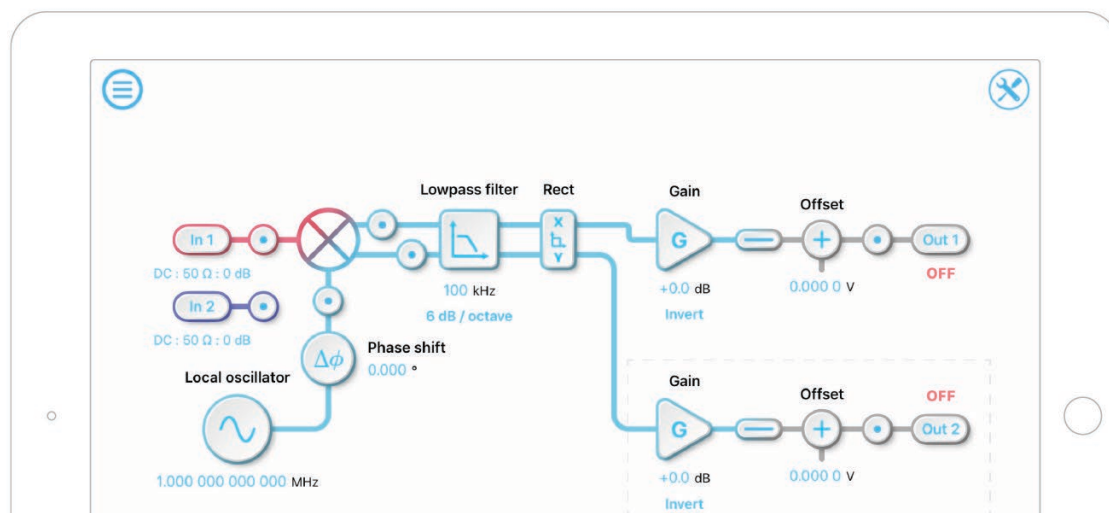 Lowpass filter
Rect
Gain
Offset
In 1
DC : 50 Ω : 0 dB
X
Y
G
Out 1
OFF
100 kHz
6 dB / octave
+0.0 dB
Invert
0.000 0 V
In 2
DC : 50 Ω : 0 dB
Δϕ
Phase shift
0.000 °
Local oscillator
1.000 000 000 000 MHz
Gain
Offset
OFF
G
Out 2
+0.0 dB
Invert
0.000 0 V